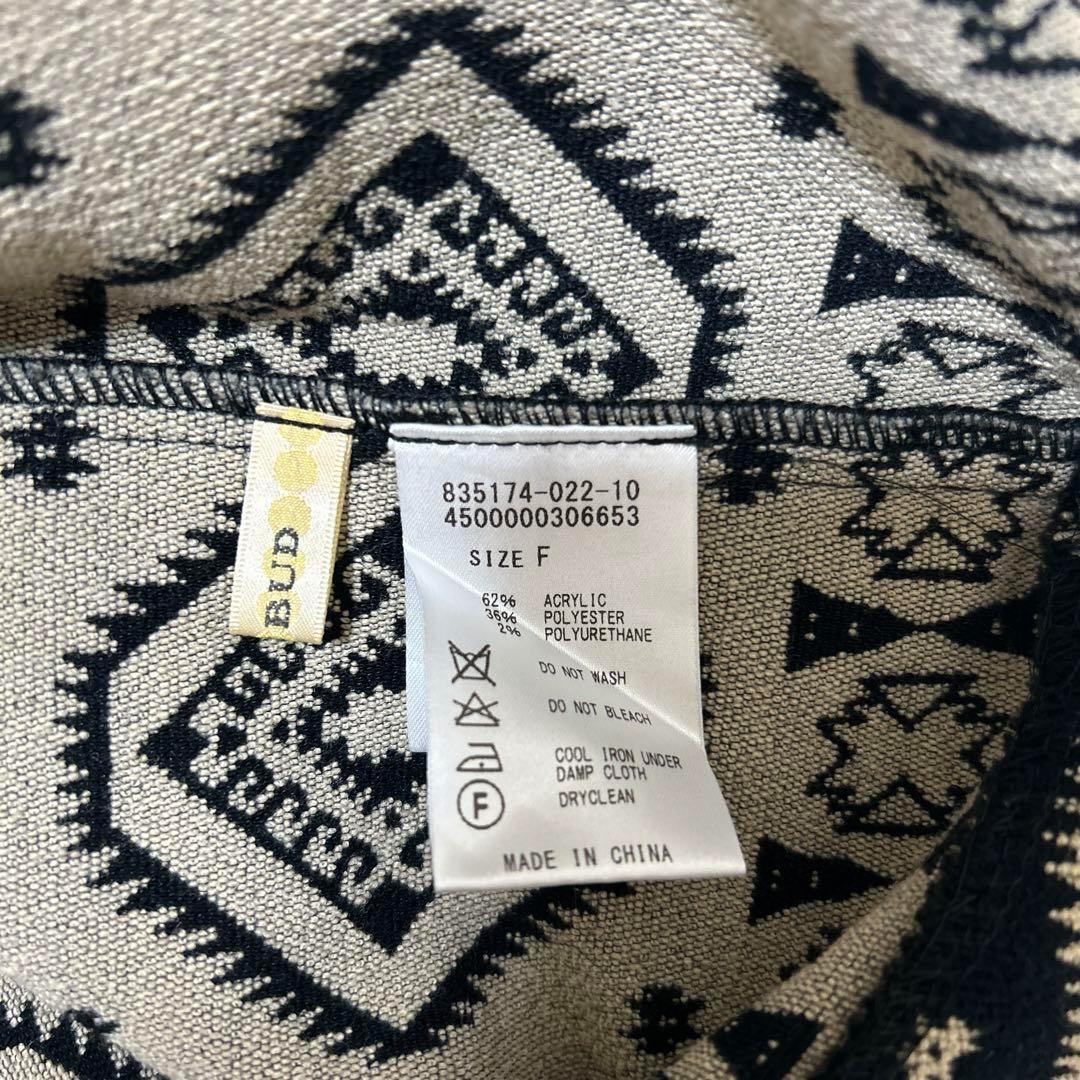 BUD
835174-022-10
4500000306653
SIZE F
62% ACRYLIC
36% POLYESTER
2% POLYURETHANE
DO NOT WASH
DO NOT BLEACH
COOL IRON UNDER
DAMP CLOTH
F DRYCLEAN
MADE IN CHINA